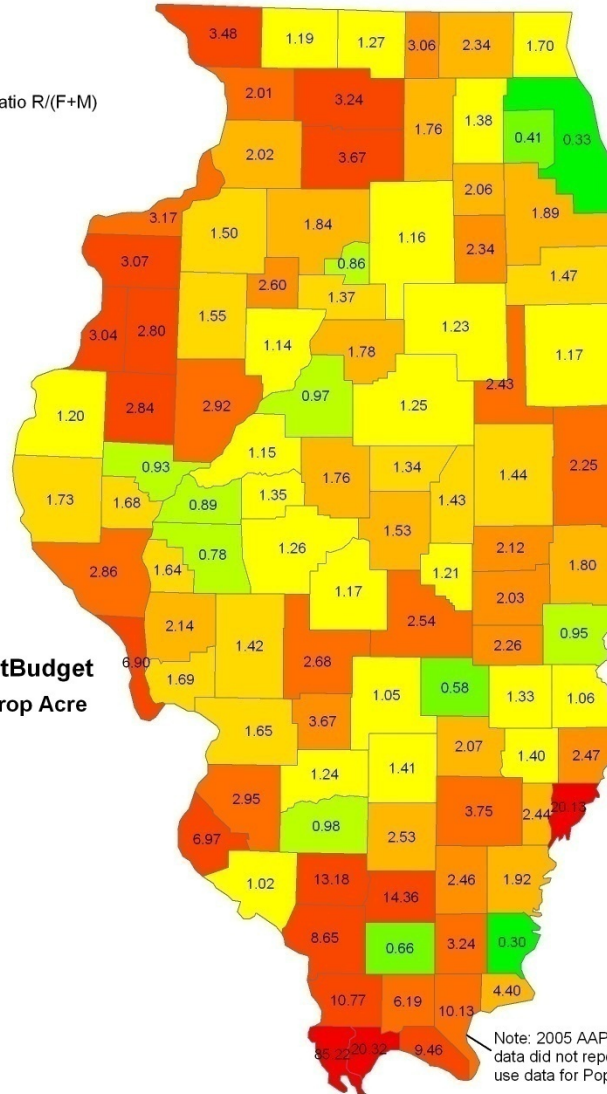 3.48 1.19 1.27 3.06 2.34 1.70
atio R/(F+M)
2.01 3.24 1.76 1.38 0.41 0.33
2.02 3.67 2.06
3.17 1.50 1.84 1.16 1.89
3.07 0.86 2.34
2.60 1.37 1.47
3.04 2.80 1.55 1.14 1.78 1.23 1.17
2.84 2.92 0.97 1.25 2.43
1.20
0.93 1.15 1.34 1.44 2.25
1.73 1.68 0.89 1.35 1.76 1.43
2.86 1.64 0.78 1.26 1.53 2.12 1.80
1.17 1.21 2.03
2.14 1.42 2.54 0.95
6.90 2.68 2.26
tBudget
rop Acre
1.69 1.05 0.58 1.33 1.06
1.65 3.67 2.07 1.40 2.47
1.24 1.41
2.95 3.75 2.44 20.13
6.97 0.98 2.53
1.02 13.18 14.36 2.46 1.92
8.65 0.66 3.24 0.30
10.77 6.19 10.13 4.40
85.22 20.32 9.46
Note: 2005 AAP
data did not repo
use data for Pop